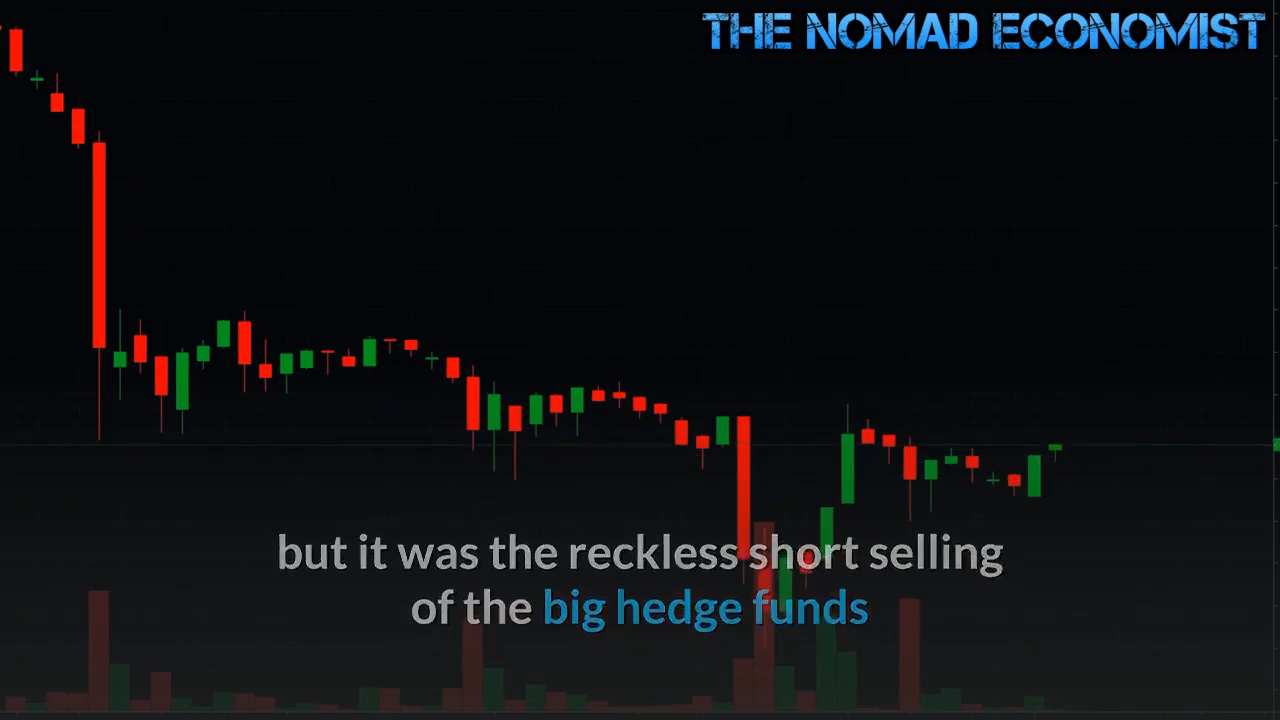 THE NOMAD ECONOMIST
but it was the reckless short selling
of the big hedge funds